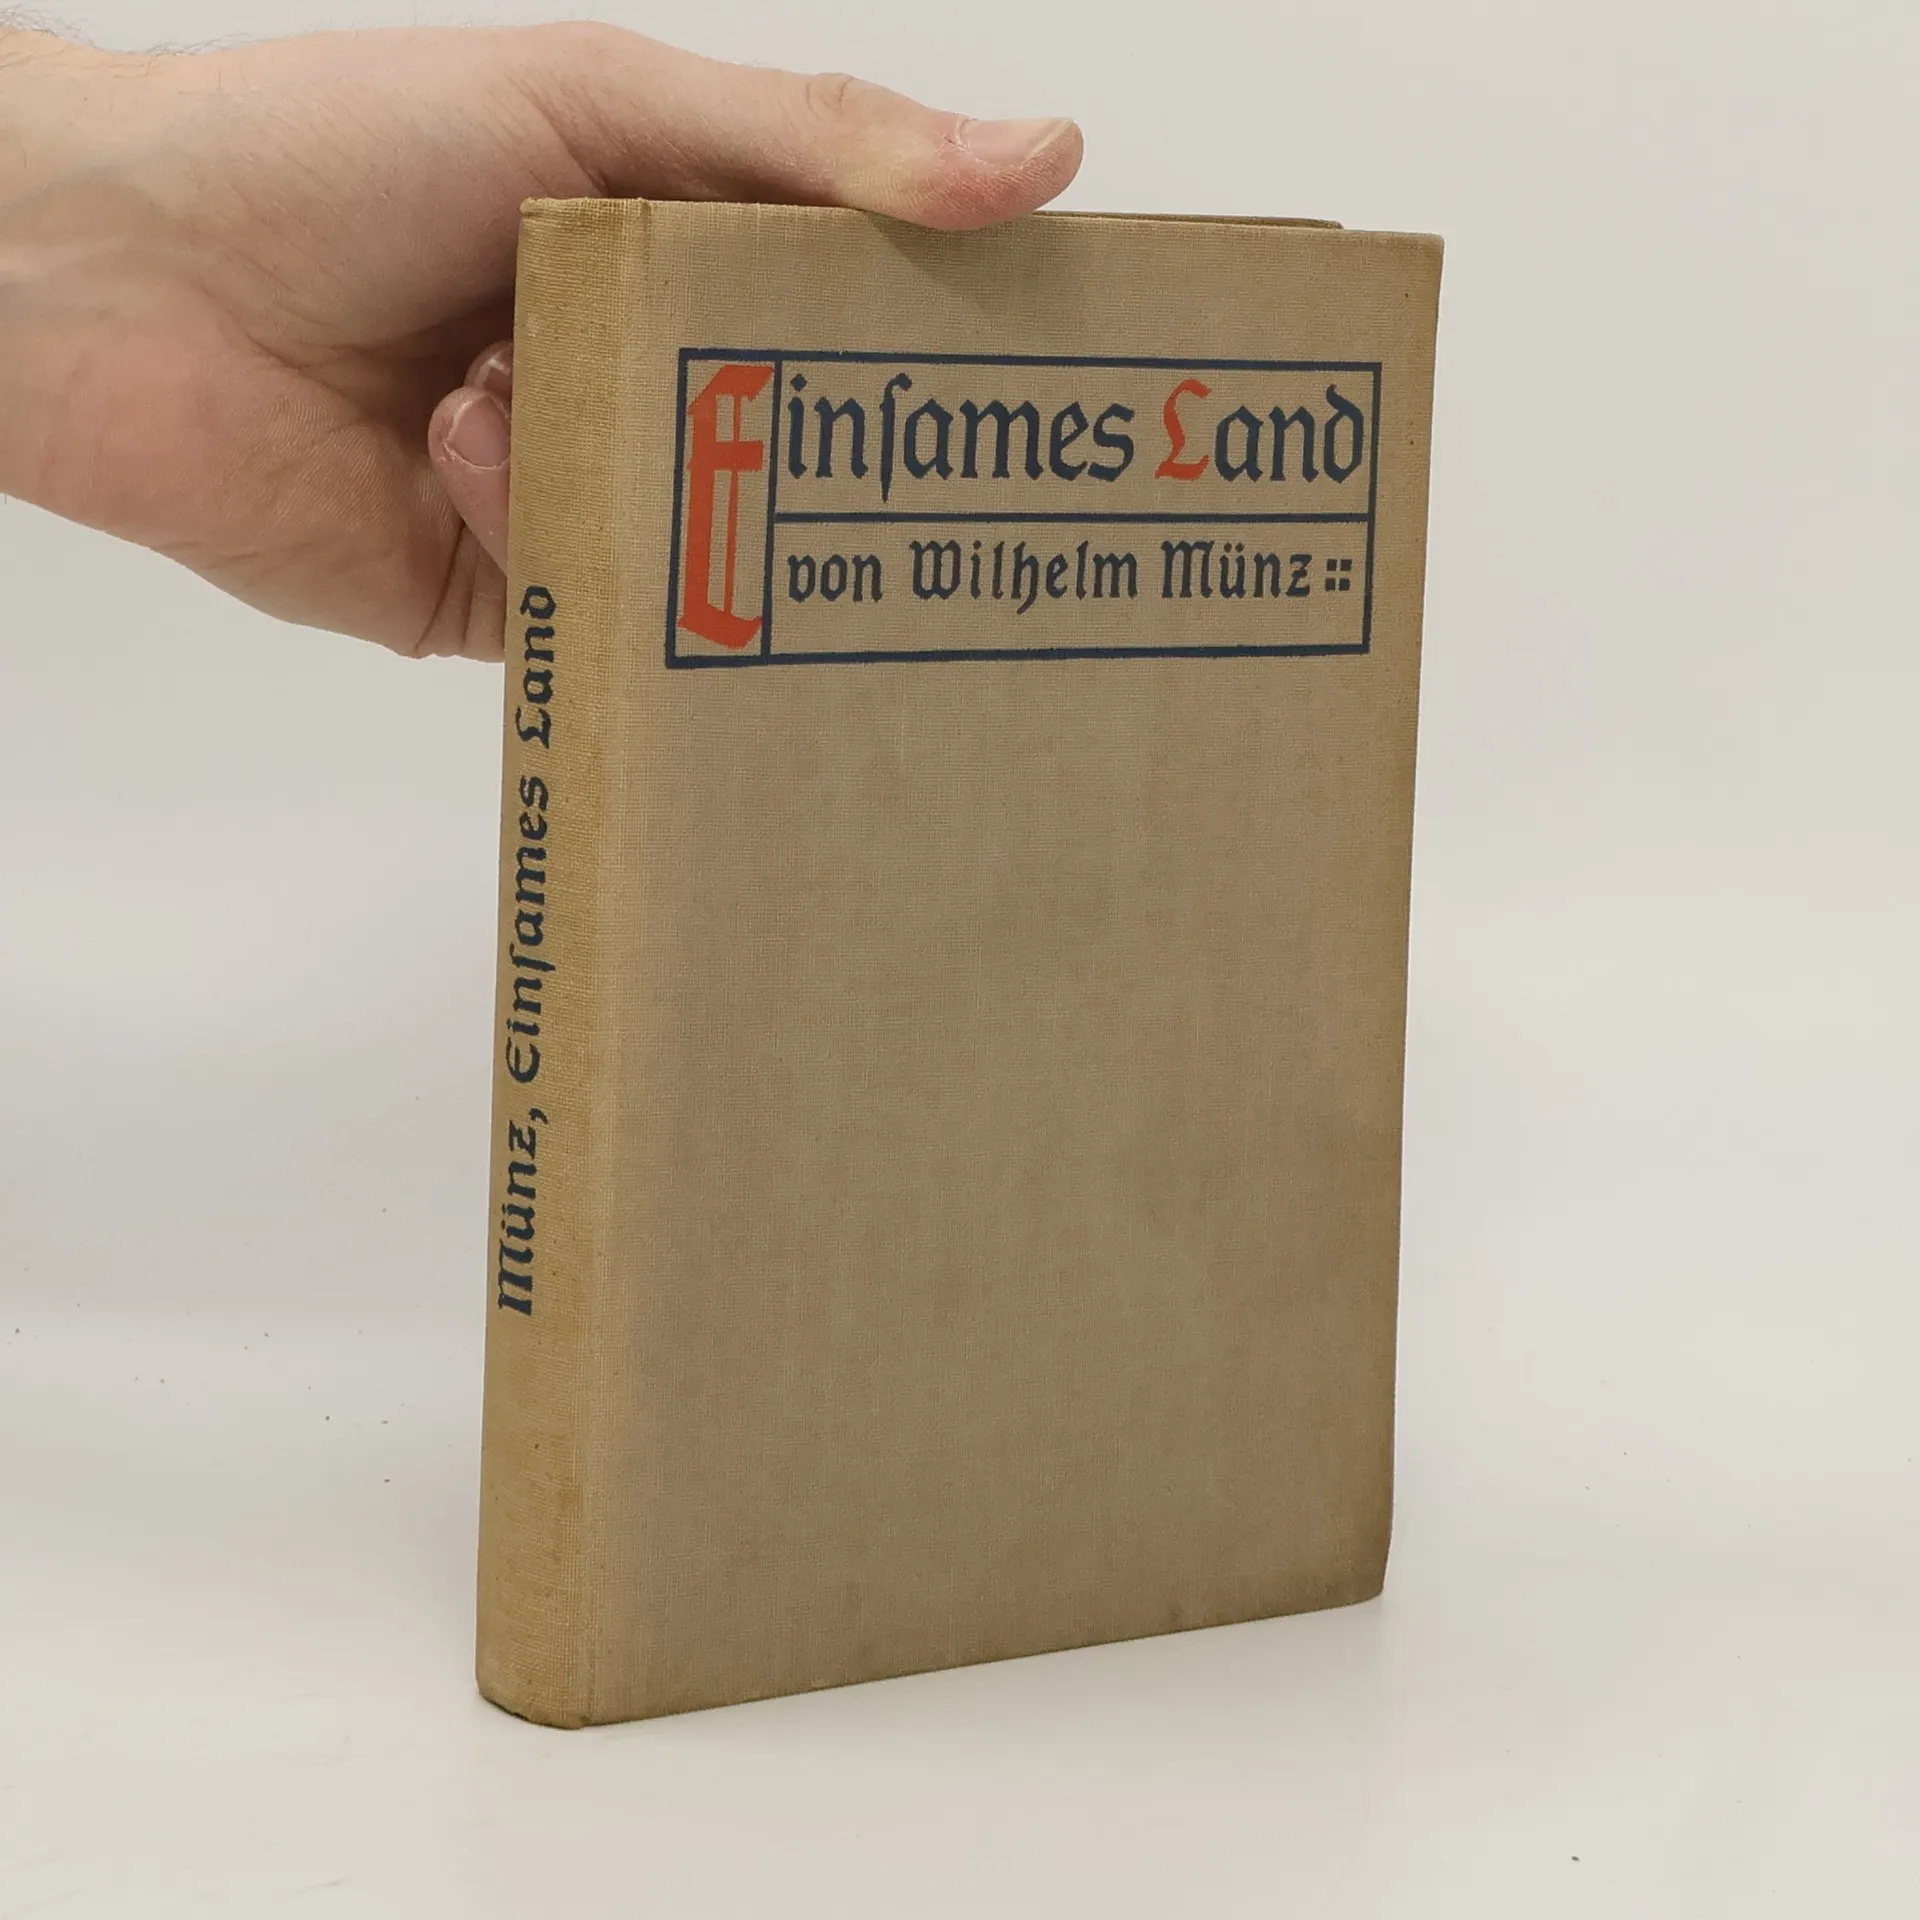 Einſames Land
von Wilhelm Münz
Münz, Einſames Land